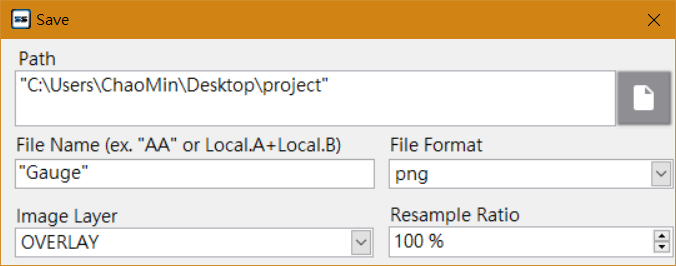 Save
Path
"C:\Users\ChaoMin\Desktop\project"
File Name (ex. "AA" or Local.A+Local.B)
File Format
"Gauge"
png
Image Layer
Resample Ratio
OVERLAY
100 %